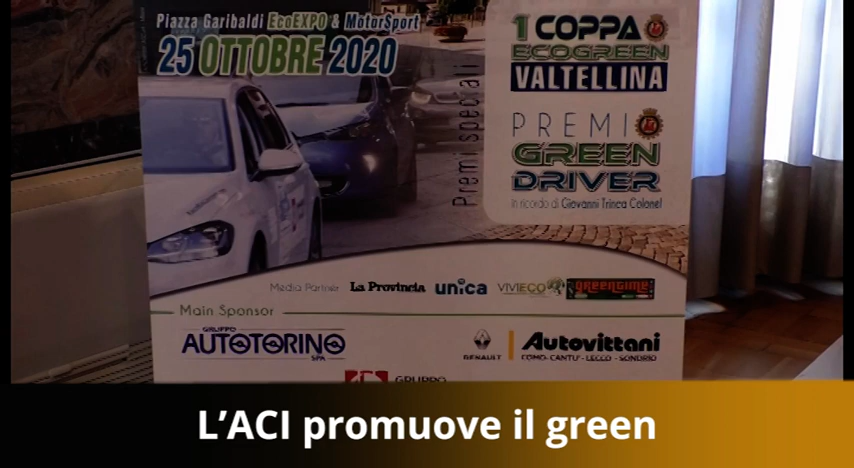 Piazza Garibaldi EcoEXPO & MotorSport
25 OTTOBRE 2020
Premi speciali
1 COPPA
ECOGREEN
VALTELLINA
PREMIO
GREEN
DRIVER
In ricordo di Giovanni Trinca Colonel
Media Partner La Provincia unica VIVIECO GREENTIME
Main Sponsor
GRUPPO
AUTOTORINO
SPA
RENAULT
Autovittani
COMO - CANTU' - LECCO - SONDRIO
GRUPPO
L'ACI promuove il green